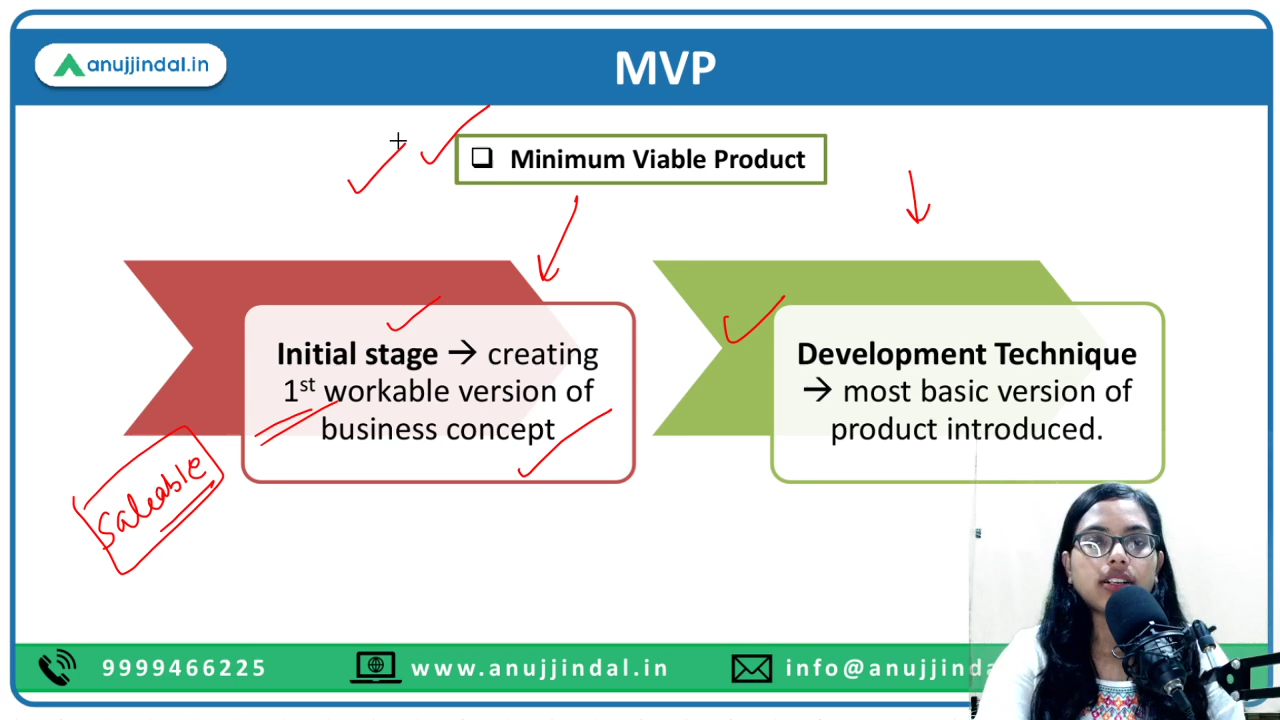 anujjindal.in
MVP
❑ Minimum Viable Product
Initial stage → creating
1st workable version of
business concept
Development Technique
→ most basic version of
product introduced.
Saleable
9999466225
www.anujjindal.in
info@anujjinda